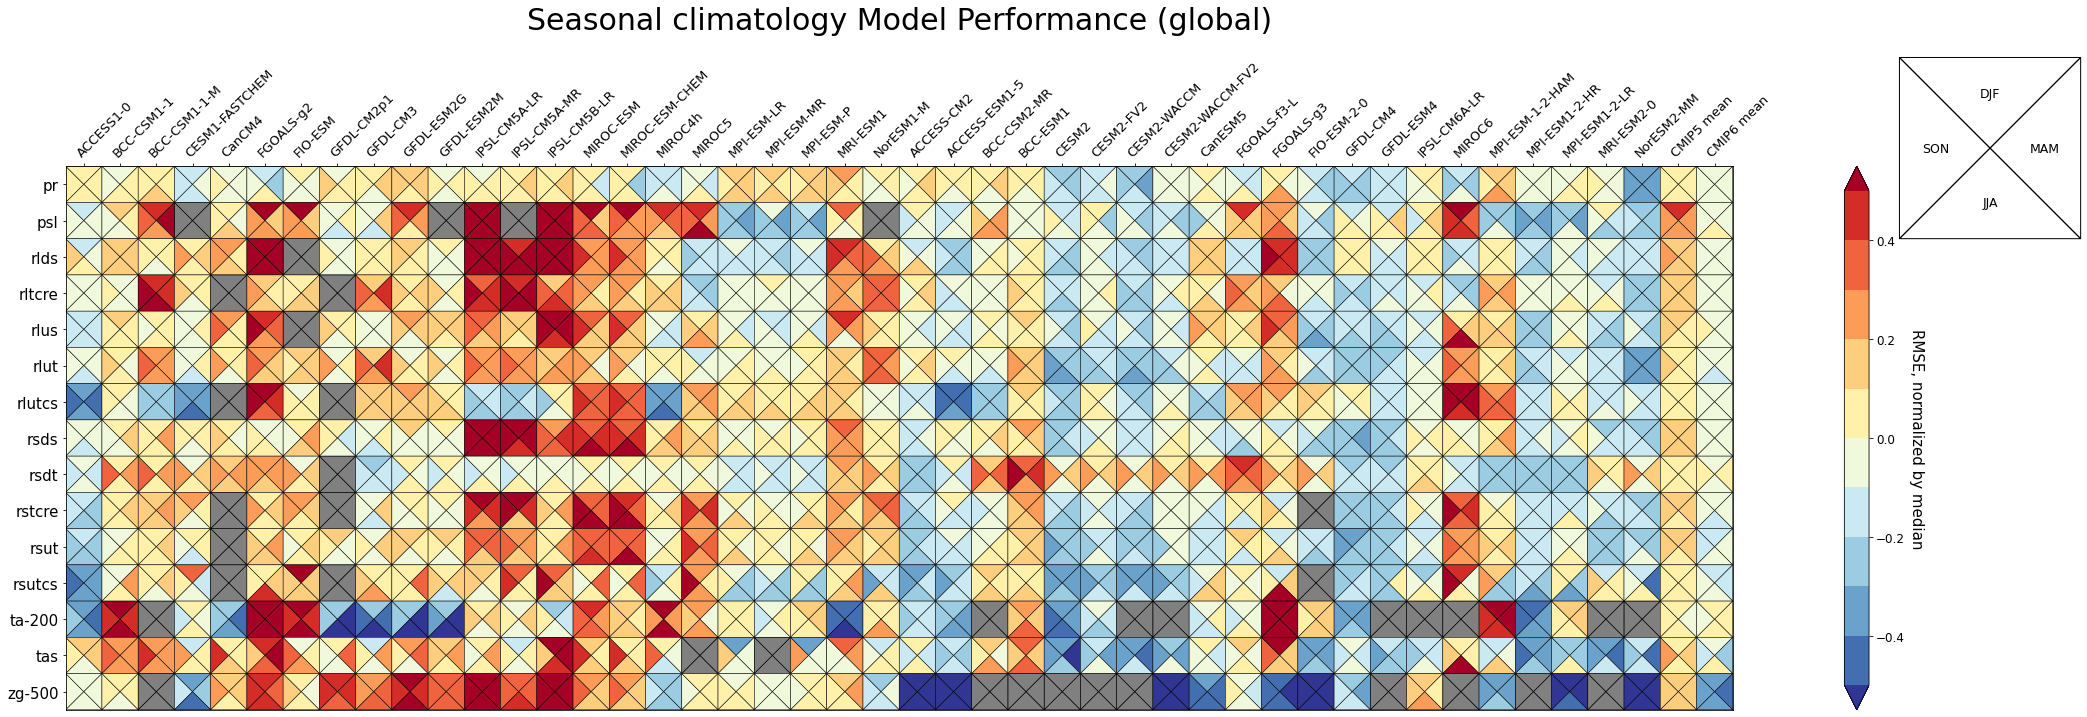 Seasonal climatology Model Performance (global)
ACCESS1-0
BCC-CSM1-1
BCC-CSM1-1-M
CESM1-FASTCHEM
CanCM4
FGOALS-g2
FIO-ESM
GFDL-CM2p1
GFDL-CM3
GFDL-ESM2G
GFDL-ESM2M
IPSL-CM5A-LR
IPSL-CM5A-MR
IPSL-CM5B-LR
MIROC-ESM
MIROC-ESM-CHEM
MIROC4h
MIROC5
MPI-ESM-LR
MPI-ESM-MR
MPI-ESM-P
MRI-ESM1
NorESM1-M
ACCESS-CM2
ACCESS-ESM1-5
BCC-CSM2-MR
BCC-ESM1
CESM2
CESM2-FV2
CESM2-WACCM
CESM2-WACCM-FV2
CanESM5
FGOALS-f3-L
FGOALS-g3
FIO-ESM-2-0
GFDL-CM4
GFDL-ESM4
IPSL-CM6A-LR
MIROC6
MPI-ESM-1-2-HAM
MPI-ESM1-2-HR
MPI-ESM1-2-LR
MRI-ESM2-0
NorESM2-MM
CMIP5 mean
CMIP6 mean
pr
psl
rlds
rltcre
rlus
rlut
rlutcs
rsds
rsdt
rstcre
rsut
rsutcs
ta-200
tas
zg-500
0.4
0.2
0.0
−0.2
−0.4
RMSE, normalized by median
DJF
SON
MAM
JJA